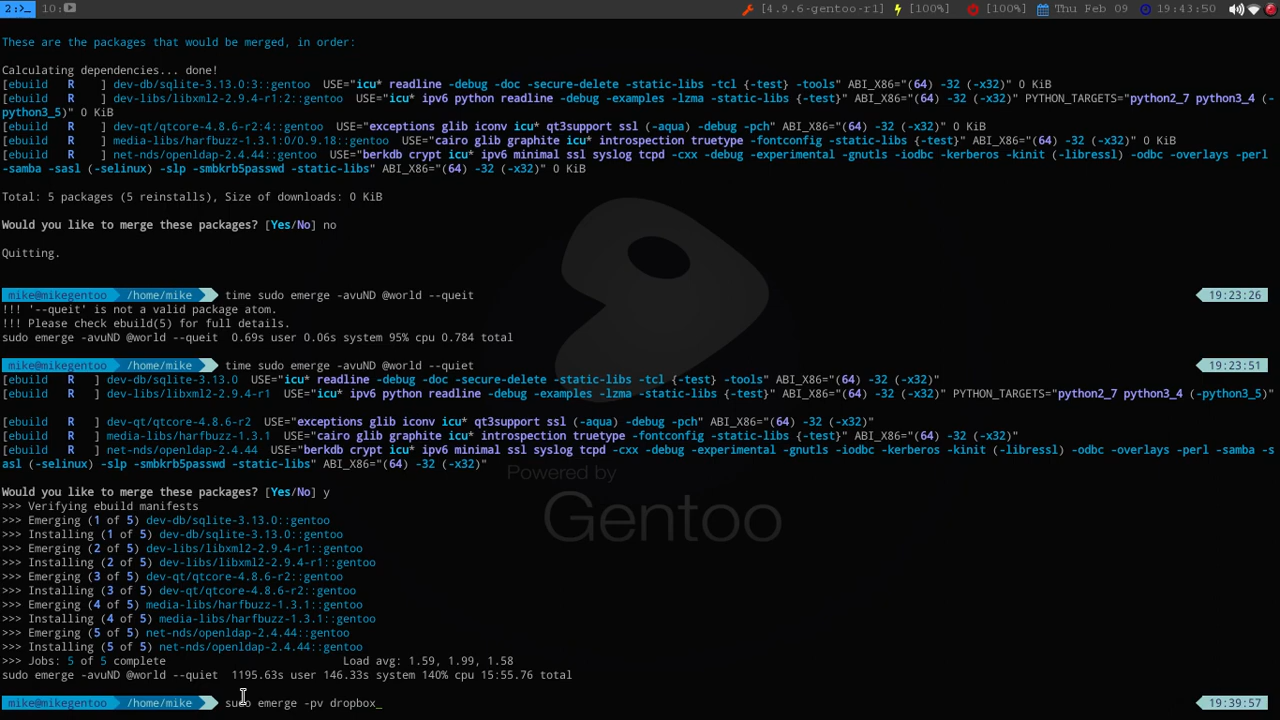 2:>_ 10: [4.9.6-gentoo-r1] [100%] [100%] Thu Feb 09 19:43:50
These are the packages that would be merged, in order:
Calculating dependencies... done!
[ebuild   R    ] dev-db/sqlite-3.13.0:3::gentoo  USE="icu* readline -debug -doc -secure-delete -static-libs -tcl {-test} -tools" ABI_X86="(64) -32 (-x32)" 0 KiB
[ebuild   R    ] dev-libs/libxml2-2.9.4-r1:2::gentoo  USE="icu* ipv6 python readline -debug -examples -lzma -static-libs {-test}" ABI_X86="(64) -32 (-x32)" PYTHON_TARGETS="python2_7 python3_4 (-
python3_5)" 0 KiB
[ebuild   R    ] dev-qt/qtcore-4.8.6-r2:4::gentoo  USE="exceptions glib iconv icu* qt3support ssl (-aqua) -debug -pch" ABI_X86="(64) -32 (-x32)" 0 KiB
[ebuild   R    ] media-libs/harfbuzz-1.3.1:0/0.9.18::gentoo  USE="cairo glib graphite icu* introspection truetype -fontconfig -static-libs {-test}" ABI_X86="(64) -32 (-x32)" 0 KiB
[ebuild   R    ] net-nds/openldap-2.4.44::gentoo  USE="berkdb crypt icu* ipv6 minimal ssl syslog tcpd -cxx -debug -experimental -gnutls -iodbc -kerberos -kinit (-libressl) -odbc -overlays -perl
-samba -sasl (-selinux) -slp -smbkrb5passwd -static-libs" ABI_X86="(64) -32 (-x32)" 0 KiB
Total: 5 packages (5 reinstalls), Size of downloads: 0 KiB
Would you like to merge these packages? [Yes/No] no
Quitting.
mike@mikegentoo /home/mike time sudo emerge -avuND @world --queit 19:23:26
!!! '--queit' is not a valid package atom.
!!! Please check ebuild(5) for full details.
sudo emerge -avuND @world --queit  0.69s user 0.06s system 95% cpu 0.784 total
mike@mikegentoo /home/mike time sudo emerge -avuND @world --quiet 19:23:51
[ebuild   R    ] dev-db/sqlite-3.13.0  USE="icu* readline -debug -doc -secure-delete -static-libs -tcl {-test} -tools" ABI_X86="(64) -32 (-x32)"
[ebuild   R    ] dev-libs/libxml2-2.9.4-r1  USE="icu* ipv6 python readline -debug -examples -lzma -static-libs {-test}" ABI_X86="(64) -32 (-x32)" PYTHON_TARGETS="python2_7 python3_4 (-python3_5)"
[ebuild   R    ] dev-qt/qtcore-4.8.6-r2  USE="exceptions glib iconv icu* qt3support ssl (-aqua) -debug -pch" ABI_X86="(64) -32 (-x32)"
[ebuild   R    ] media-libs/harfbuzz-1.3.1  USE="cairo glib graphite icu* introspection truetype -fontconfig -static-libs {-test}" ABI_X86="(64) -32 (-x32)"
[ebuild   R    ] net-nds/openldap-2.4.44  USE="berkdb crypt icu* ipv6 minimal ssl syslog tcpd -cxx -debug -experimental -gnutls -iodbc -kerberos -kinit (-libressl) -odbc -overlays -perl -samba -s
asl (-selinux) -slp -smbkrb5passwd -static-libs" ABI_X86="(64) -32 (-x32)"
Powered by
Gentoo
Would you like to merge these packages? [Yes/No] y
>>> Verifying ebuild manifests
>>> Emerging (1 of 5) dev-db/sqlite-3.13.0::gentoo
>>> Installing (1 of 5) dev-db/sqlite-3.13.0::gentoo
>>> Emerging (2 of 5) dev-libs/libxml2-2.9.4-r1::gentoo
>>> Installing (2 of 5) dev-libs/libxml2-2.9.4-r1::gentoo
>>> Emerging (3 of 5) dev-qt/qtcore-4.8.6-r2::gentoo
>>> Installing (3 of 5) dev-qt/qtcore-4.8.6-r2::gentoo
>>> Emerging (4 of 5) media-libs/harfbuzz-1.3.1::gentoo
>>> Installing (4 of 5) media-libs/harfbuzz-1.3.1::gentoo
>>> Emerging (5 of 5) net-nds/openldap-2.4.44::gentoo
>>> Installing (5 of 5) net-nds/openldap-2.4.44::gentoo
>>> Jobs: 5 of 5 complete                           Load avg: 1.59, 1.99, 1.58
sudo emerge -avuND @world --quiet  1195.63s user 146.33s system 140% cpu 15:55.76 total
mike@mikegentoo /home/mike sudo emerge -pv dropbox_ 19:39:57